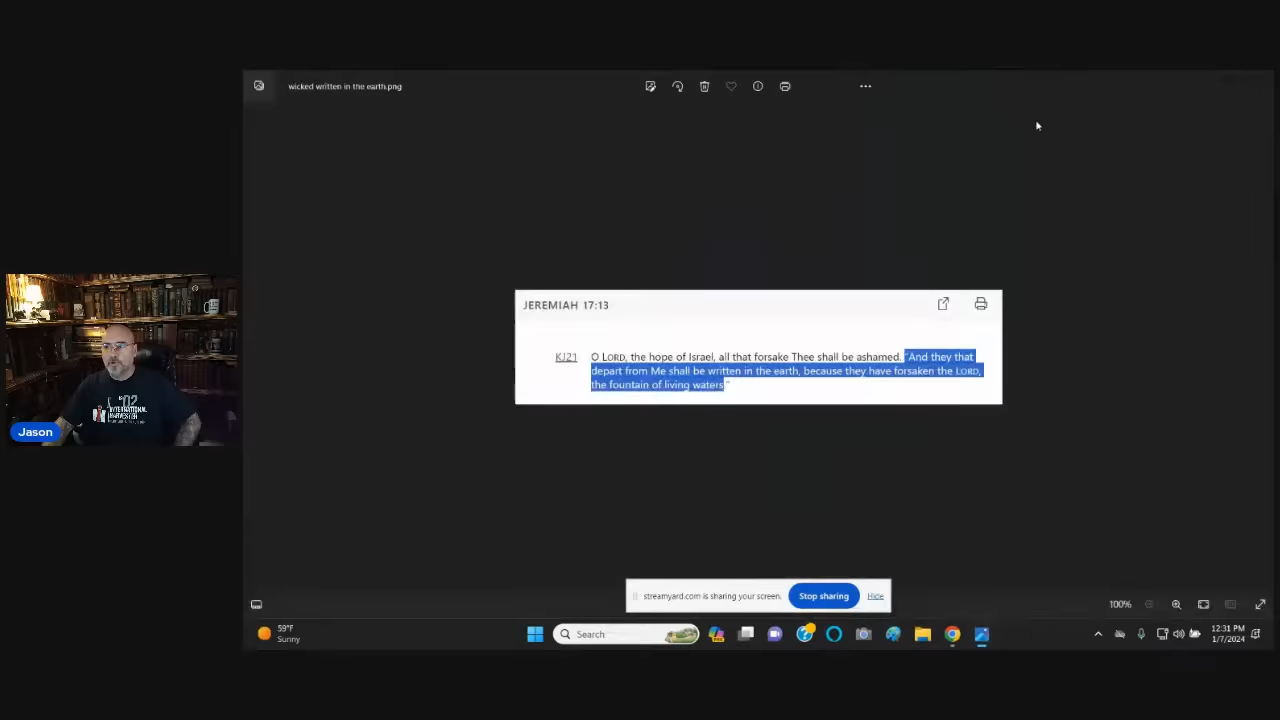 wicked written in the earth.png
JEREMIAH 17:13
KJ21 O LORD, the hope of Israel, all that forsake Thee shall be ashamed. "And they that
depart from Me shall be written in the earth, because they have forsaken the LORD,
the fountain of living waters"
Jason
INTERNATIONAL
HARVESTER
streamyard.com is sharing your screen. Stop sharing Hide
100%
59°F
Sunny
Search
12:31 PM
1/7/2024